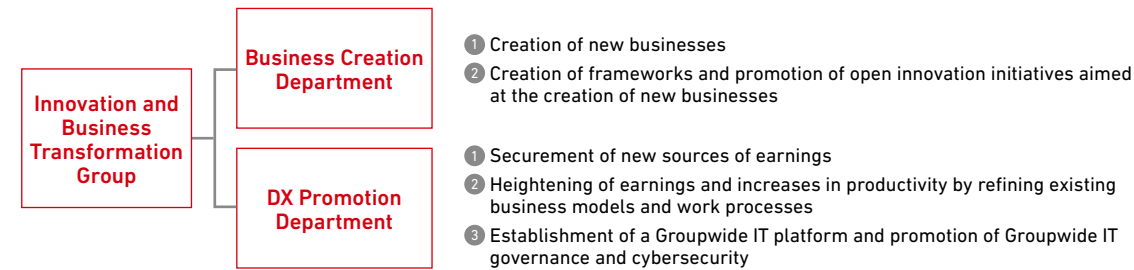 Innovation and
Business
Transformation
Group
Business Creation
Department
1 Creation of new businesses
2 Creation of frameworks and promotion of open innovation initiatives aimed
at the creation of new businesses
DX Promotion
Department
1 Securement of new sources of earnings
2 Heightening of earnings and increases in productivity by refining existing
business models and work processes
3 Establishment of a Groupwide IT platform and promotion of Groupwide IT
governance and cybersecurity